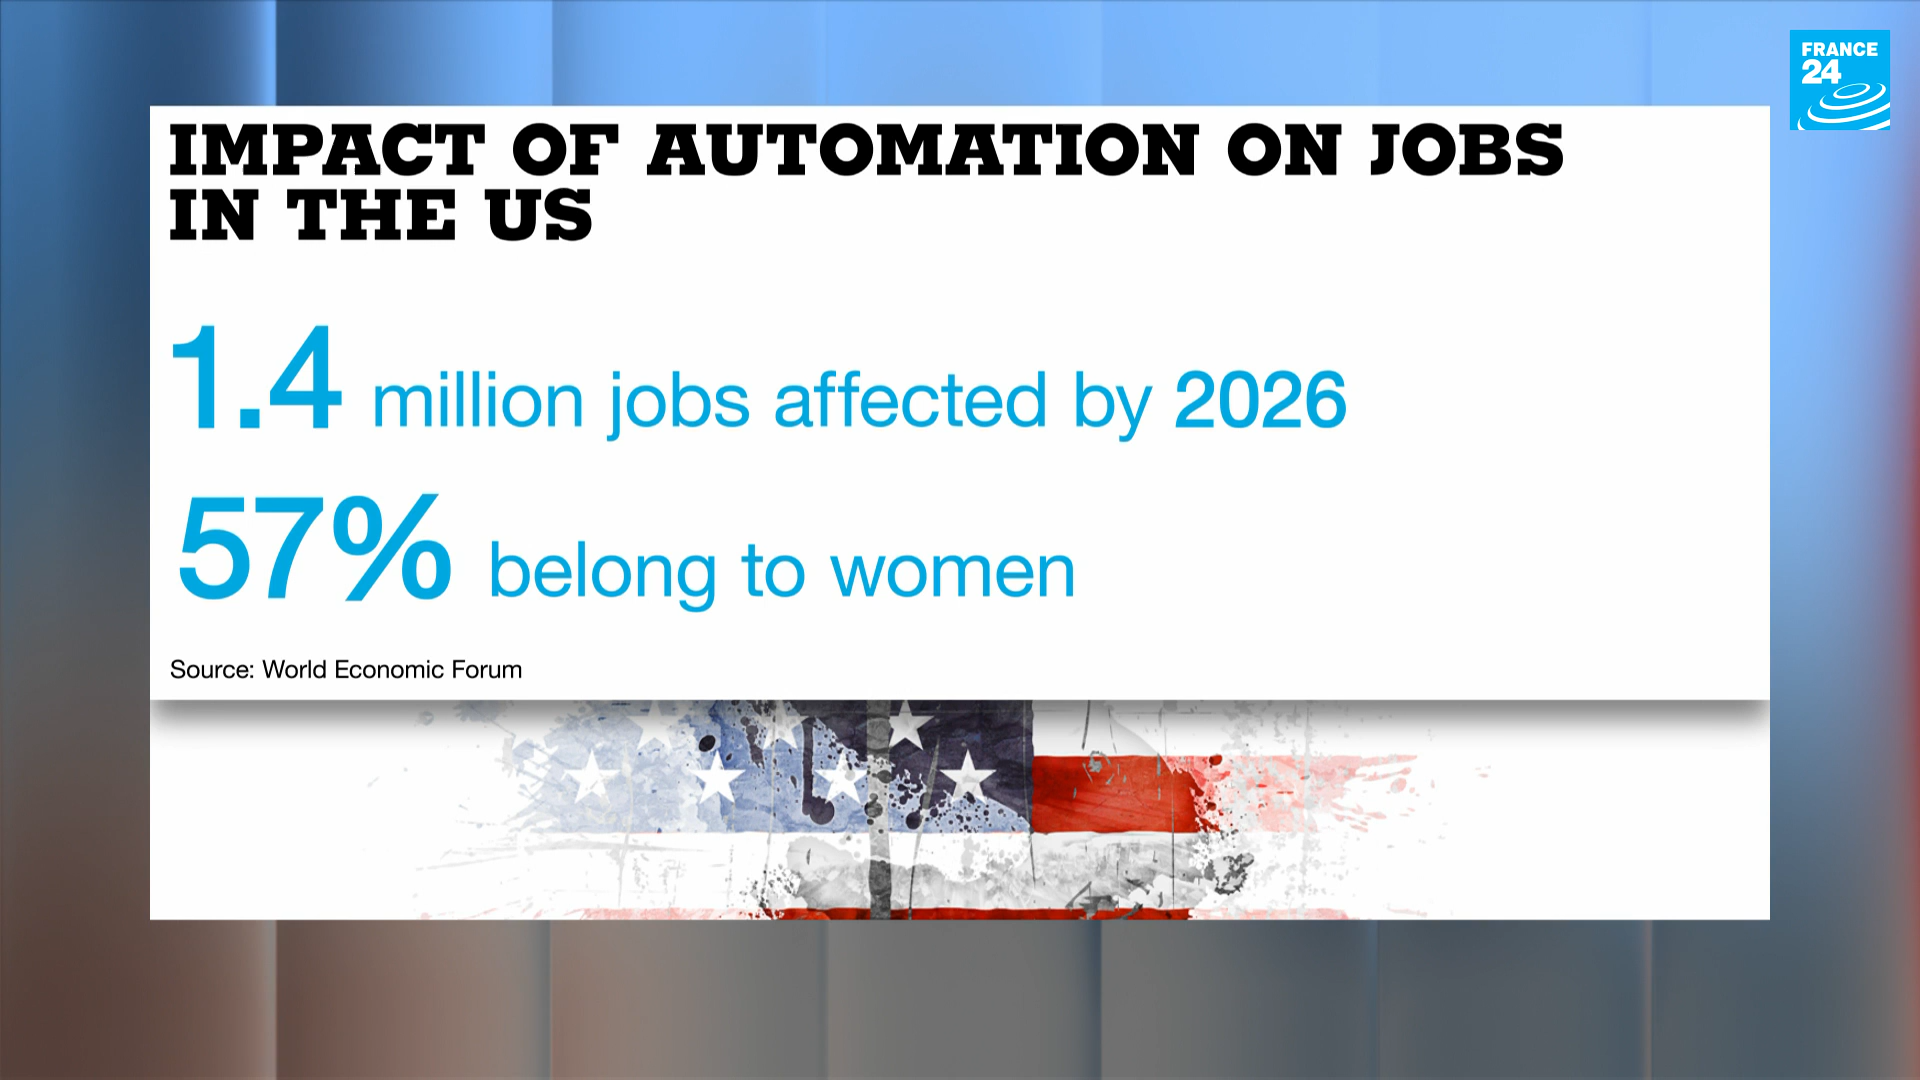 FRANCE
24
IMPACT OF AUTOMATION ON JOBS
IN THE US
1.4 million jobs affected by 2026
57% belong to women
Source: World Economic Forum